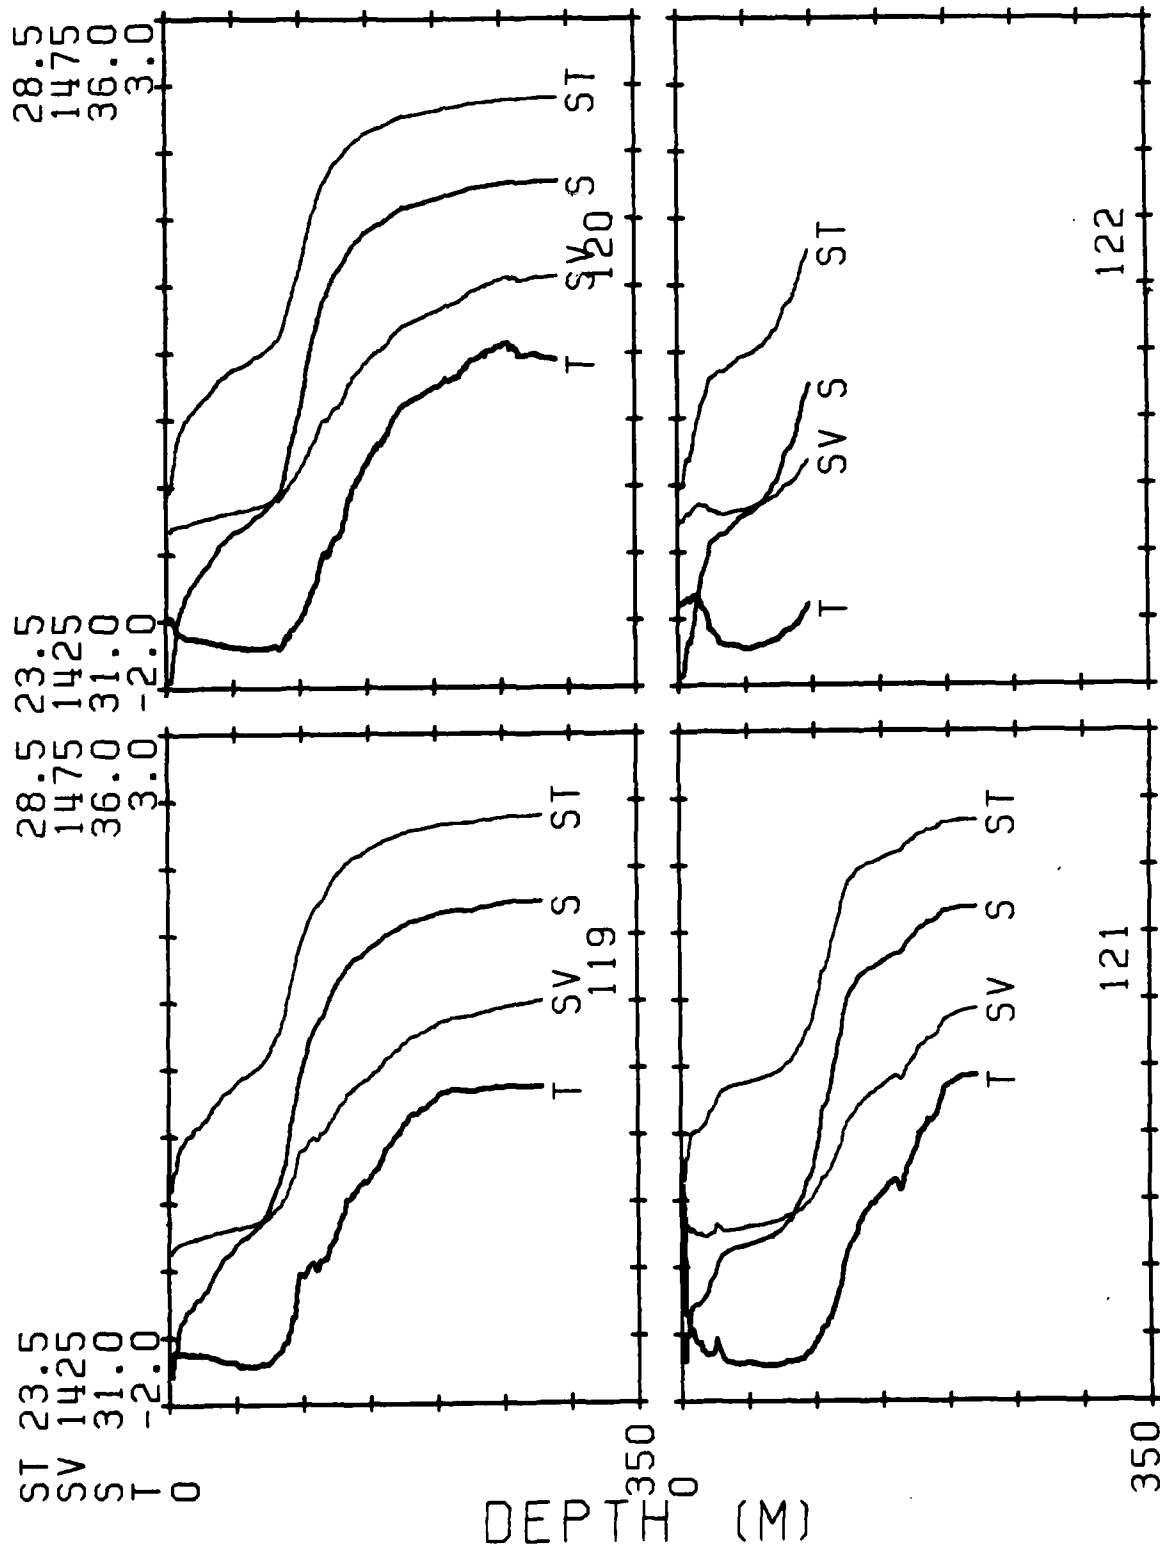 ST 23.5 28.5 23.5 28.5
SV 1425 1475 1425 1475
S 31.0 36.0 31.0 36.0
T -2.0 3.0 -2.0 3.0
0
T SV S ST
119
T SV S ST
120
350
DEPTH (M)
0
T SV S ST
121
T SV S ST
122
350